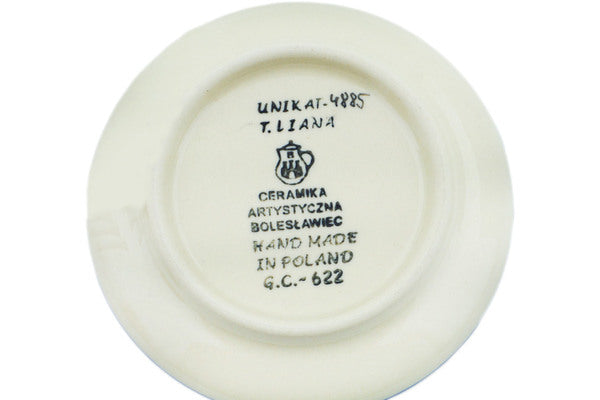 UNIKAT-4885
T.LIANA
CERAMIKA
ARTYSTYCZNA
BOLESŁAWIEC
HAND MADE
IN POLAND
G.C.-622